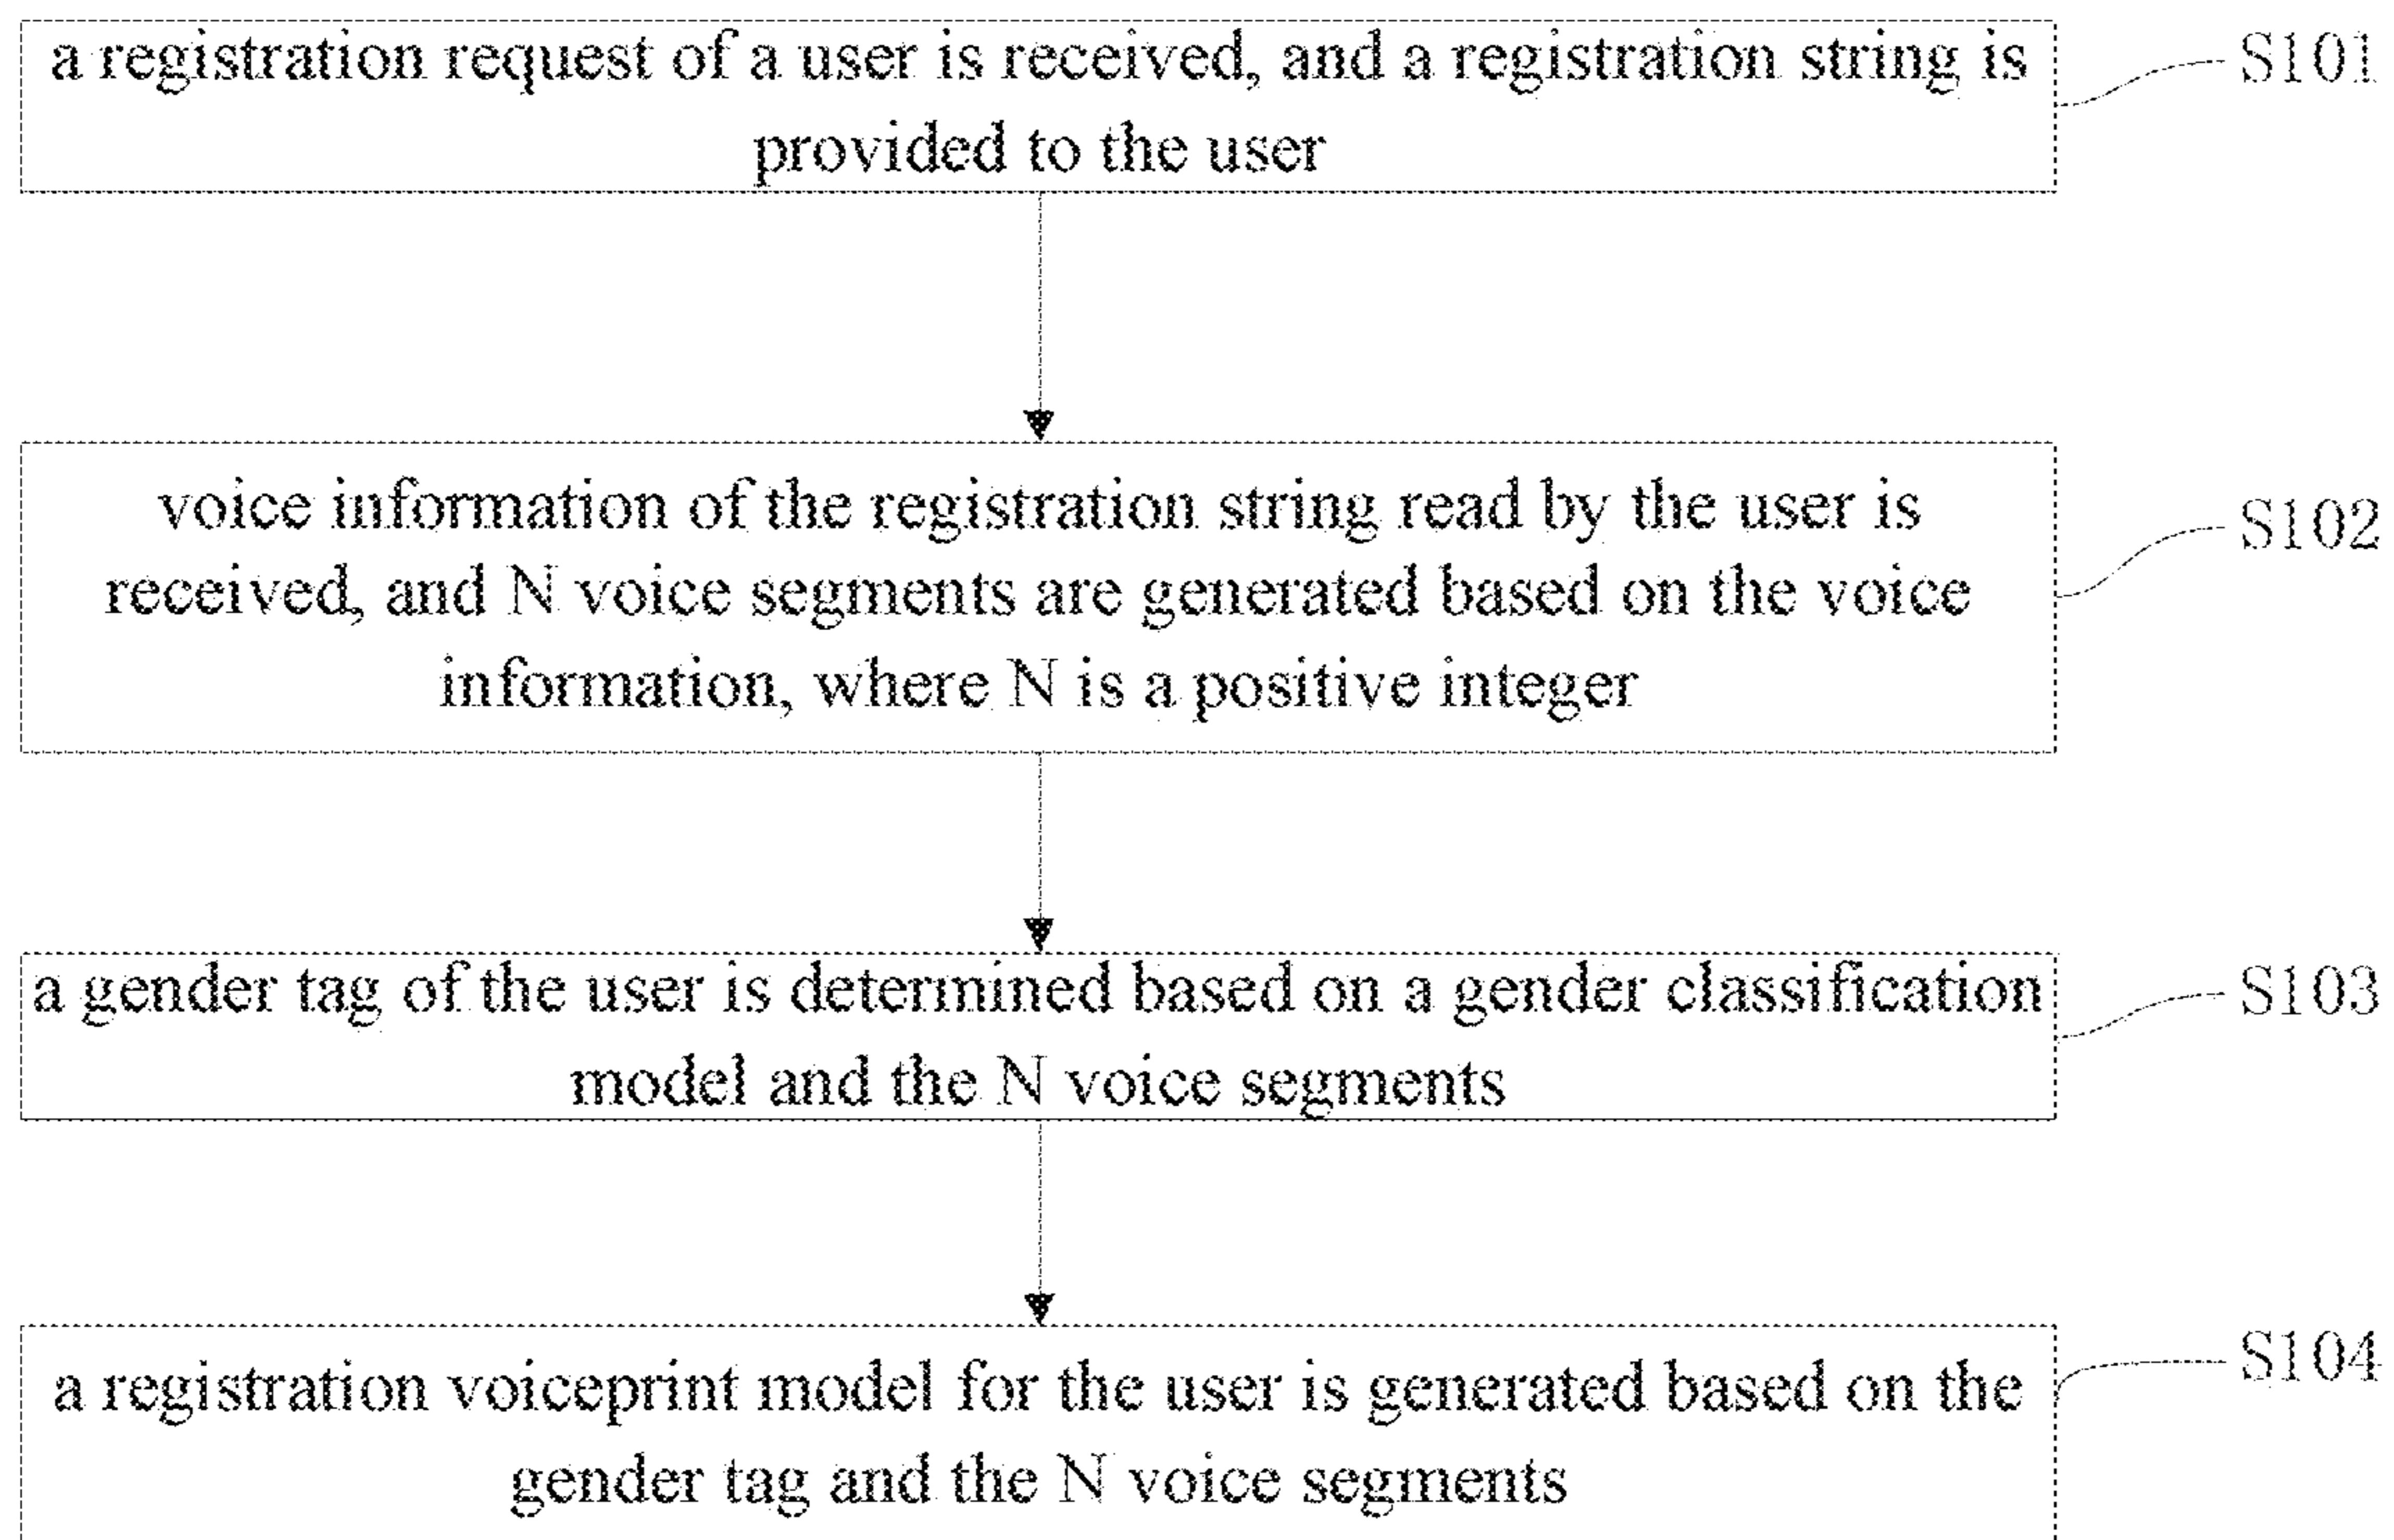 a registration request of a user is received, and a registration string is
provided to the user
S101
voice information of the registration string read by the user is
received, and N voice segments are generated based on the voice
information, where N is a positive integer
S102
a gender tag of the user is determined based on a gender classification
model and the N voice segments
S103
a registration voiceprint model for the user is generated based on the
gender tag and the N voice segments
S104